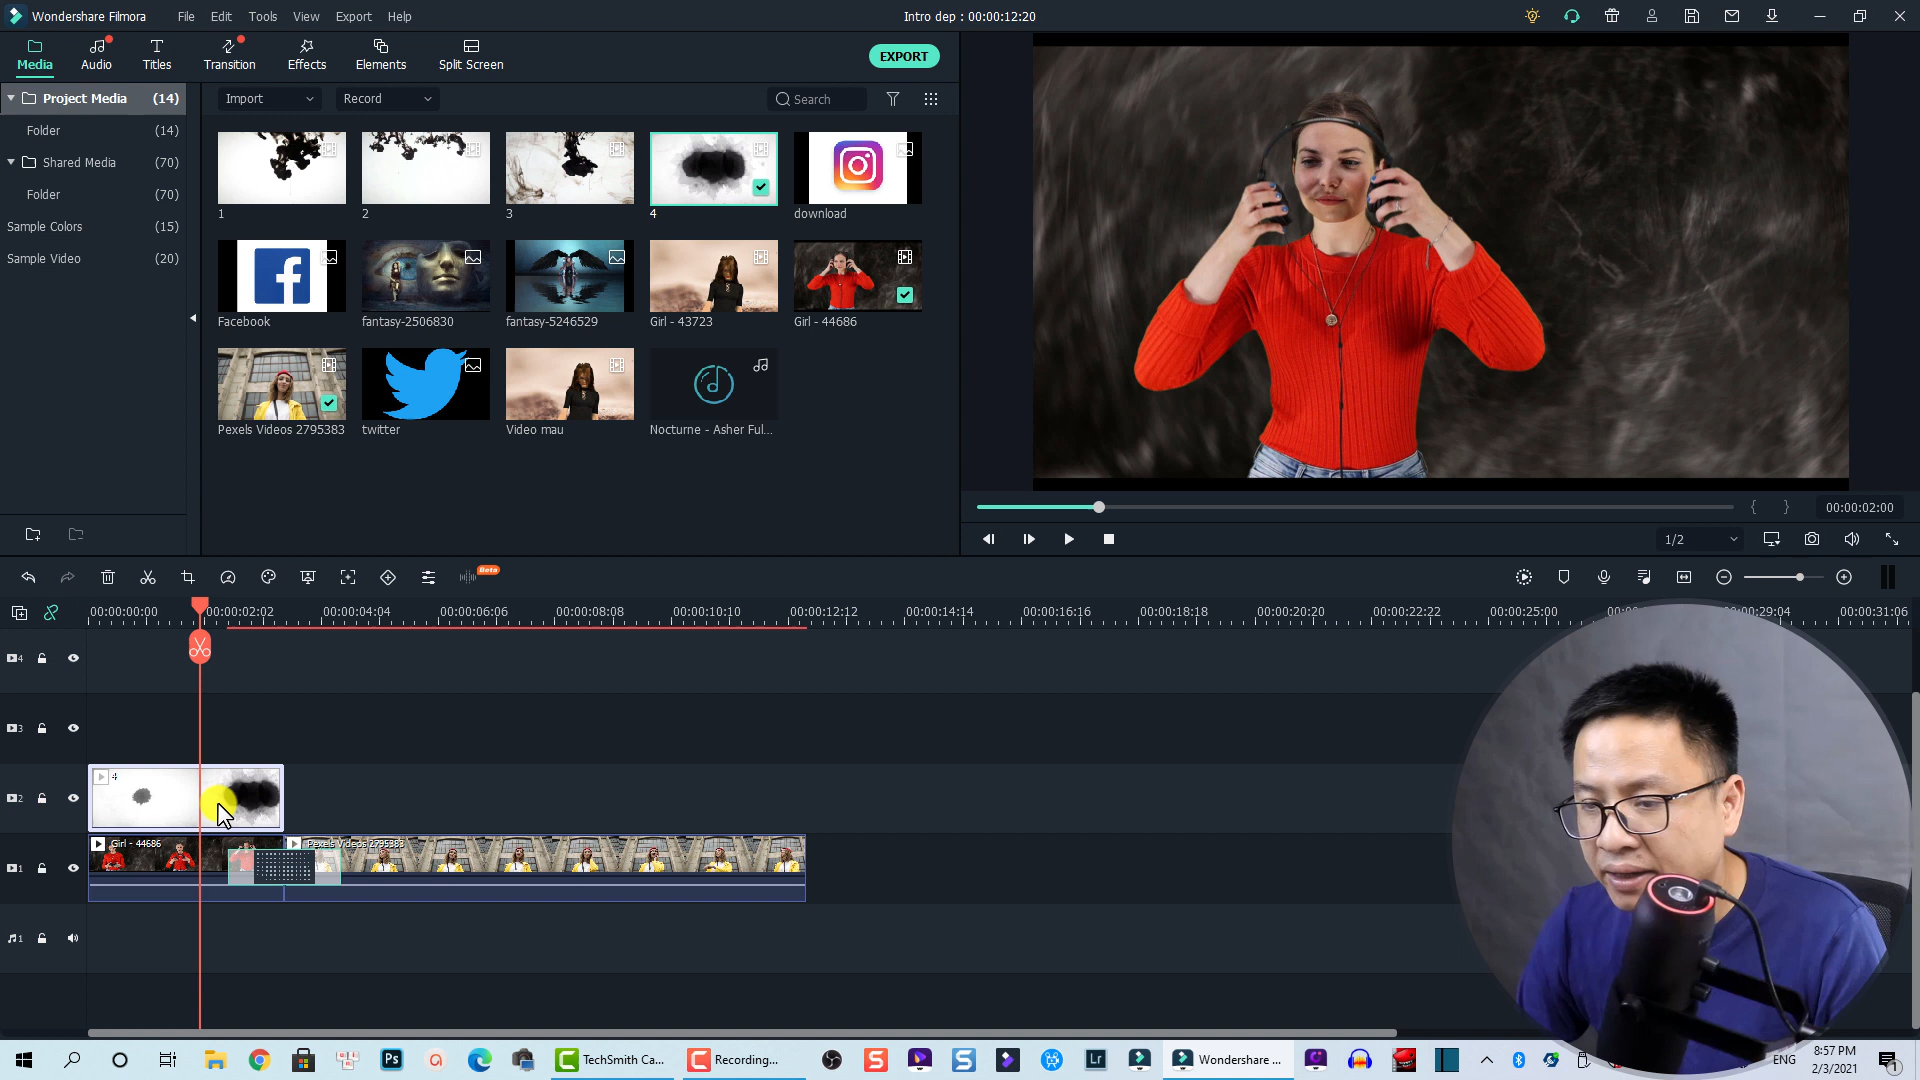 Wondershare Filmora File Edit Tools View Export Help Intro dep : 00:00:12:20
Media Audio Titles Transition Effects Elements Split Screen EXPORT
Project Media (14)
Folder (14)
Shared Media (70)
Folder (70)
Sample Colors (15)
Sample Video (20)
Import Record Search
1 2 3 4 download
Facebook fantasy-2506830 fantasy-5246529 Girl - 43723 Girl - 44686
Pexels Videos 2795383 twitter Video mau Nocturne - Asher Ful...
{ } 00:00:02:00
1/2
Beta
00:00:00:00 00:00:02:02 00:00:04:04 00:00:06:06 00:00:08:08 00:00:10:10 00:00:12:12 00:00:14:14 00:00:16:16 00:00:18:18 00:00:20:20 00:00:22:22 00:00:25:00 00:00:29:04 00:00:31:06
4
3
2 4
1 Girl - 44686 Pexels Videos 2795383
1
TechSmith Ca... Recording... Wondershare ... ENG 8:57 PM
2/3/2021